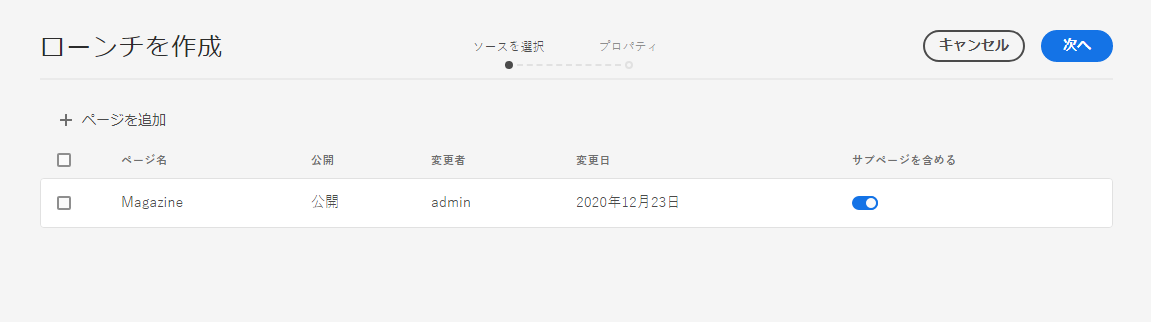 ローンチを作成
ソースを選択 プロパティ
キャンセル 次へ
ページを追加
ページ名 公開 変更者 変更日 サブページを含める
Magazine 公開 admin 2020年12月23日